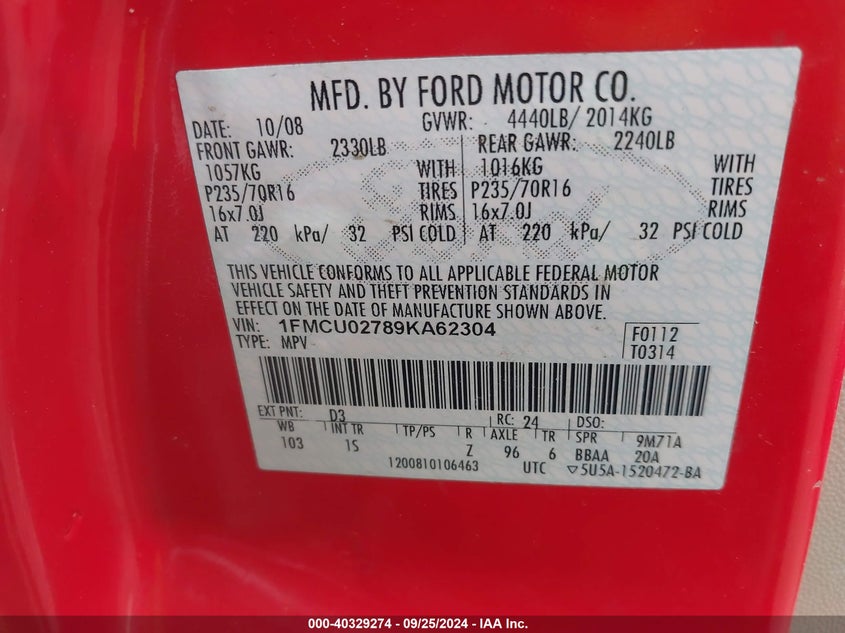 MFD. BY FORD MOTOR CO.
DATE: 10/08 GVWR: 4440LB/ 2014KG
FRONT GAWR: 2330LB REAR GAWR: 2240LB
1057KG WITH 1016KG WITH
P235/70R16 TIRES P235/70R16 TIRES
16x7.0J RIMS 16x7.0J RIMS
AT 220 kPa/ 32 PSI COLD AT 220 kPa/ 32 PSI COLD
THIS VEHICLE CONFORMS TO ALL APPLICABLE FEDERAL MOTOR
VEHICLE SAFETY AND THEFT PREVENTION STANDARDS IN
EFFECT ON THE DATE OF MANUFACTURE SHOWN ABOVE.
VIN: 1FMCU02789KA62304 F0112
TYPE: MPV T0314
EXT PNT: D3 RC: 24 DSO:
WB INT TR TP/PS R AXLE TR SPR 9M71A
103 1S Z 96 6 BBAA 20A
1200810106463 UTC ▽5U5A-1520472-BA
000-40329274 - 09/25/2024 - IAA Inc.